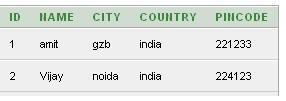 ID NAME CITY COUNTRY PINCODE
1 amit gzb india 221233
2 Vijay noida india 224123